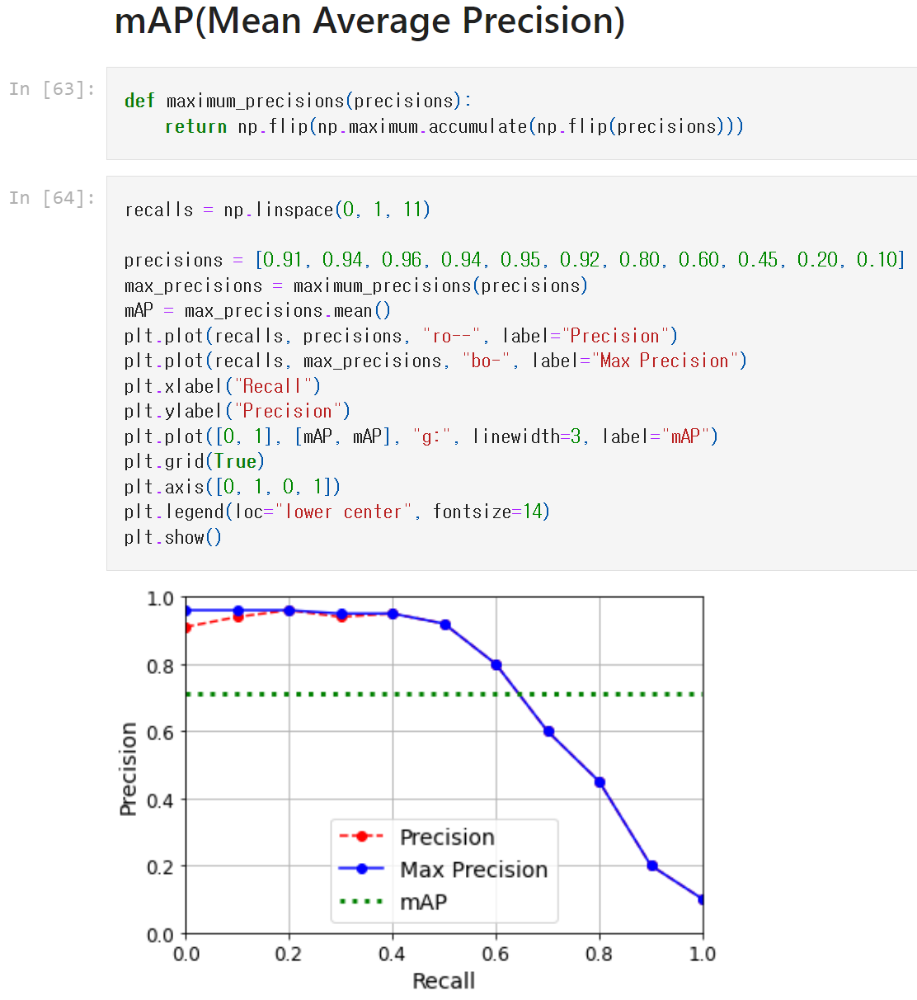 mAP(Mean Average Precision)
In [63]:
def maximum_precisions(precisions):
    return np.flip(np.maximum.accumulate(np.flip(precisions)))
In [64]:
recalls = np.linspace(0, 1, 11)
precisions = [0.91, 0.94, 0.96, 0.94, 0.95, 0.92, 0.80, 0.60, 0.45, 0.20, 0.10]
max_precisions = maximum_precisions(precisions)
mAP = max_precisions.mean()
plt.plot(recalls, precisions, "ro--", label="Precision")
plt.plot(recalls, max_precisions, "bo-", label="Max Precision")
plt.xlabel("Recall")
plt.ylabel("Precision")
plt.plot([0, 1], [mAP, mAP], "g:", linewidth=3, label="mAP")
plt.grid(True)
plt.axis([0, 1, 0, 1])
plt.legend(loc="lower center", fontsize=14)
plt.show()
1.0
0.8
0.6
0.4
0.2
0.0
Precision
Precision
Max Precision
mAP
0.0 0.2 0.4 0.6 0.8 1.0
Recall